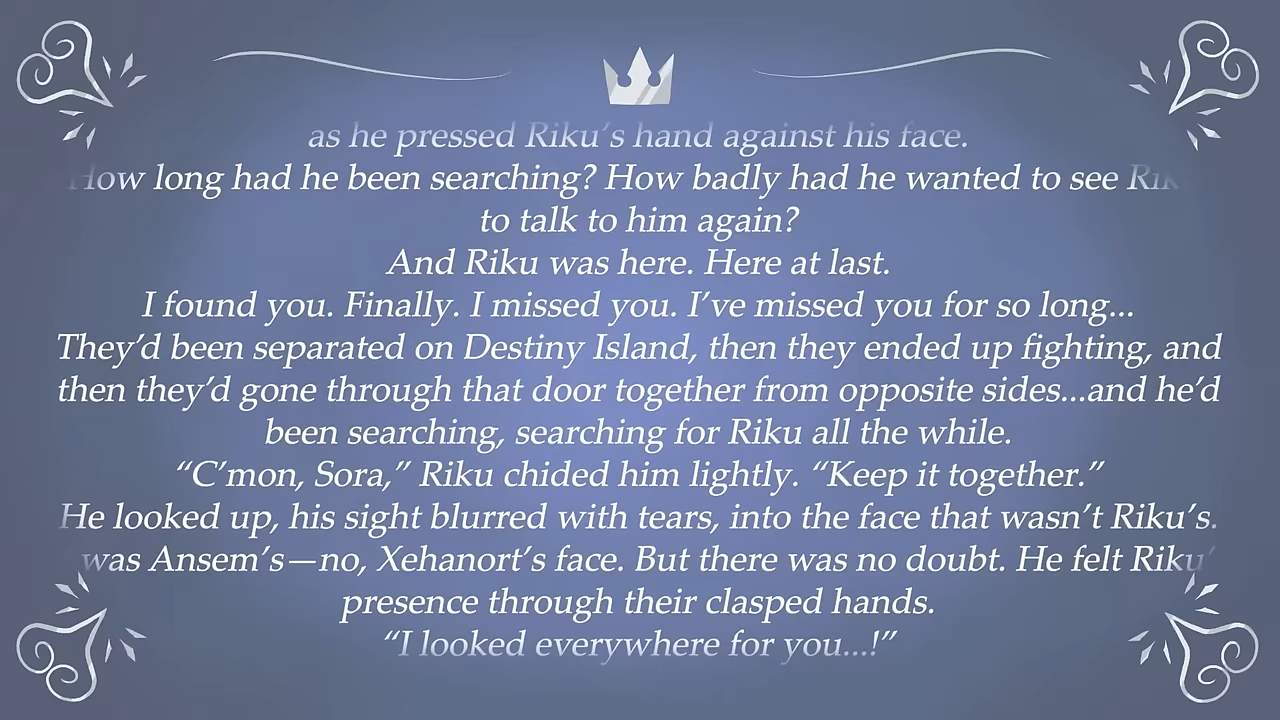 as he pressed Riku’s hand against his face.
How long had he been searching? How badly had he wanted to see
to talk to him again?
And Riku was here. Here at last.
I found you. Finally. I missed you. I’ve missed you for so long...
They’d been separated on Destiny Island, then they ended up fighting, and
then they’d gone through that door together from opposite sides...and he’d
been searching, searching for Riku all the while.
“C’mon, Sora,” Riku chided him lightly. “Keep it together.”
He looked up, his sight blurred with tears, into the face that wasn’t Riku’s.
was Ansem’s—no, Xehanort’s face. But there was no doubt. He felt Riku’
presence through their clasped hands.
“I looked everywhere for you...!”